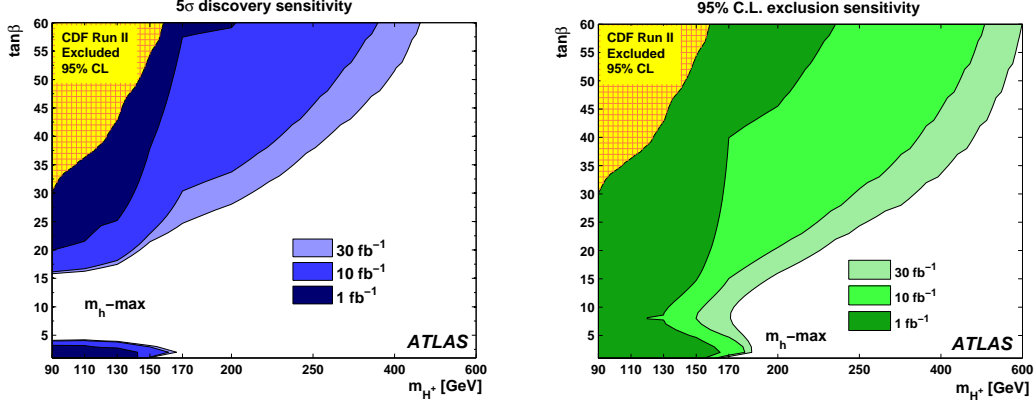 5σ discovery sensitivity
tanβ
60
55
50
45
40
35
30
25
20
15
10
5
CDF Run II
Excluded
95% CL
30 fb⁻¹
10 fb⁻¹
1 fb⁻¹
m_h−max
ATLAS
90 110 130 150 170 200 250 400 600
m_H⁺ [GeV]
95% C.L. exclusion sensitivity
tanβ
60
55
50
45
40
35
30
25
20
15
10
5
CDF Run II
Excluded
95% CL
30 fb⁻¹
10 fb⁻¹
1 fb⁻¹
m_h−max
ATLAS
90 110 130 150 170 200 250 400 600
m_H⁺ [GeV]